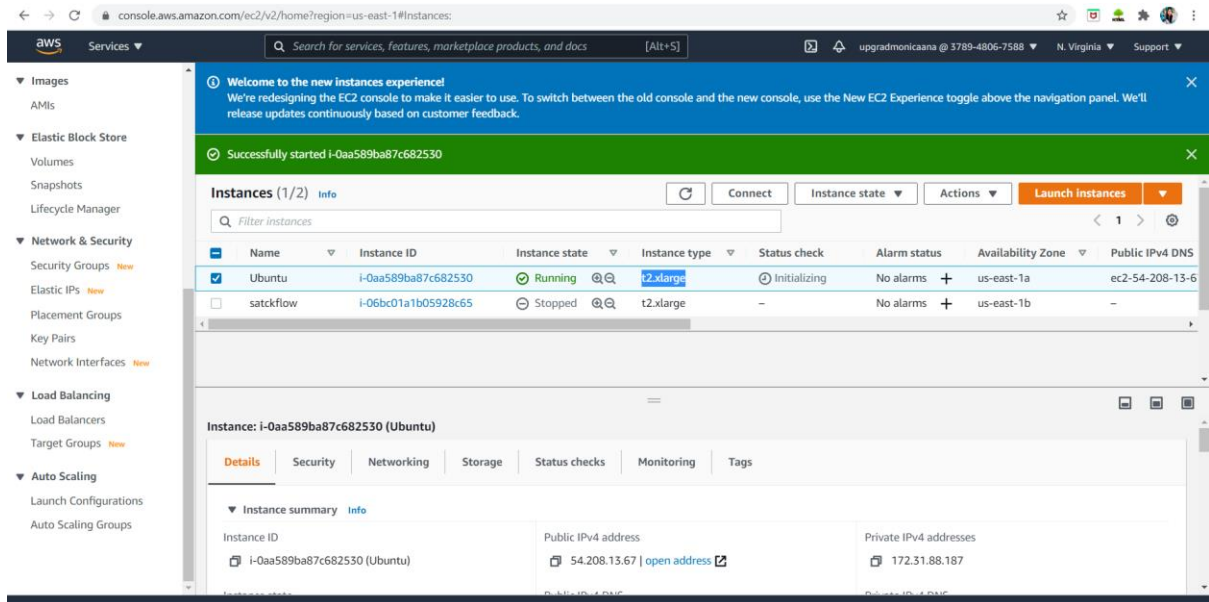 console.aws.amazon.com/ec2/v2/home?region=us-east-1#Instances:
aws Services ▼ Search for services, features, marketplace products, and docs [Alt+S] upgradmonicaana @ 3789-4806-7588 ▼ N. Virginia ▼ Support ▼
▼ Images
AMIs
▼ Elastic Block Store
Volumes
Snapshots
Lifecycle Manager
▼ Network & Security
Security Groups New
Elastic IPs New
Placement Groups
Key Pairs
Network Interfaces New
▼ Load Balancing
Load Balancers
Target Groups New
▼ Auto Scaling
Launch Configurations
Auto Scaling Groups
Welcome to the new instances experience!
We're redesigning the EC2 console to make it easier to use. To switch between the old console and the new console, use the New EC2 Experience toggle above the navigation panel. We'll
release updates continuously based on customer feedback.
Successfully started i-0aa589ba87c682530
Instances (1/2) Info Connect Instance state ▼ Actions ▼ Launch instances ▼
Filter instances < 1 >
Name Instance ID Instance state Instance type Status check Alarm status Availability Zone Public IPv4 DNS
Ubuntu i-0aa589ba87c682530 Running t2.xlarge Initializing No alarms + us-east-1a ec2-54-208-13-6
satckflow i-06bc01a1b05928c65 Stopped t2.xlarge – No alarms + us-east-1b –
Instance: i-0aa589ba87c682530 (Ubuntu)
Details Security Networking Storage Status checks Monitoring Tags
▼ Instance summary Info
Instance ID Public IPv4 address Private IPv4 addresses
i-0aa589ba87c682530 (Ubuntu) 54.208.13.67 | open address 172.31.88.187